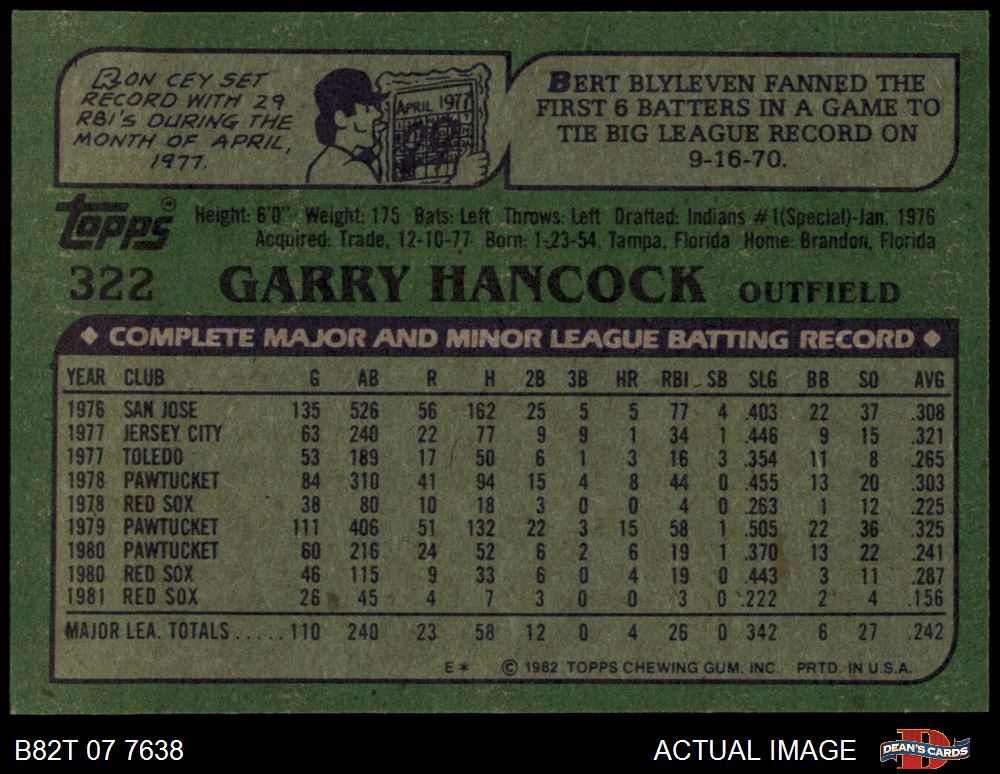 RON CEY SET
RECORD WITH 29
RBI'S DURING THE
MONTH OF APRIL,
1977.
APRIL 1977
BERT BLYLEVEN FANNED THE
FIRST 6 BATTERS IN A GAME TO
TIE BIG LEAGUE RECORD ON
9-16-70.
topps®
Height: 6'0" Weight: 175 Bats: Left Throws: Left Drafted: Indians #1(Special)-Jan. 1976
Acquired: Trade, 12-10-77 Born: 1-23-54, Tampa, Florida Home: Brandon, Florida
322 GARRY HANCOCK OUTFIELD
◆ COMPLETE MAJOR AND MINOR LEAGUE BATTING RECORD ◆
YEAR CLUB G AB R H 2B 3B HR RBI SB SLG BB SO AVG
1976 SAN JOSE 135 526 56 162 25 5 5 77 4 .403 22 37 .308
1977 JERSEY CITY 63 240 22 77 9 9 1 34 1 .446 9 15 .321
1977 TOLEDO 53 189 17 50 6 1 3 16 3 .354 11 8 .265
1978 PAWTUCKET 84 310 41 94 15 4 8 44 0 .455 13 20 .303
1978 RED SOX 38 80 10 18 3 0 0 4 0 .263 1 12 .225
1979 PAWTUCKET 111 406 51 132 22 3 15 58 1 .505 22 36 .325
1980 PAWTUCKET 60 216 24 52 6 2 6 19 1 .370 13 22 .241
1980 RED SOX 46 115 9 33 6 0 4 19 0 .443 3 11 .287
1981 RED SOX 26 45 4 7 3 0 0 3 0 .222 2 4 .156
MAJOR LEA. TOTALS.....110 240 23 58 12 0 4 26 0 .342 6 27 .242
E* © 1982 TOPPS CHEWING GUM, INC. PRTD. IN U.S.A.
B82T 07 7638 ACTUAL IMAGE DEAN'S CARDS